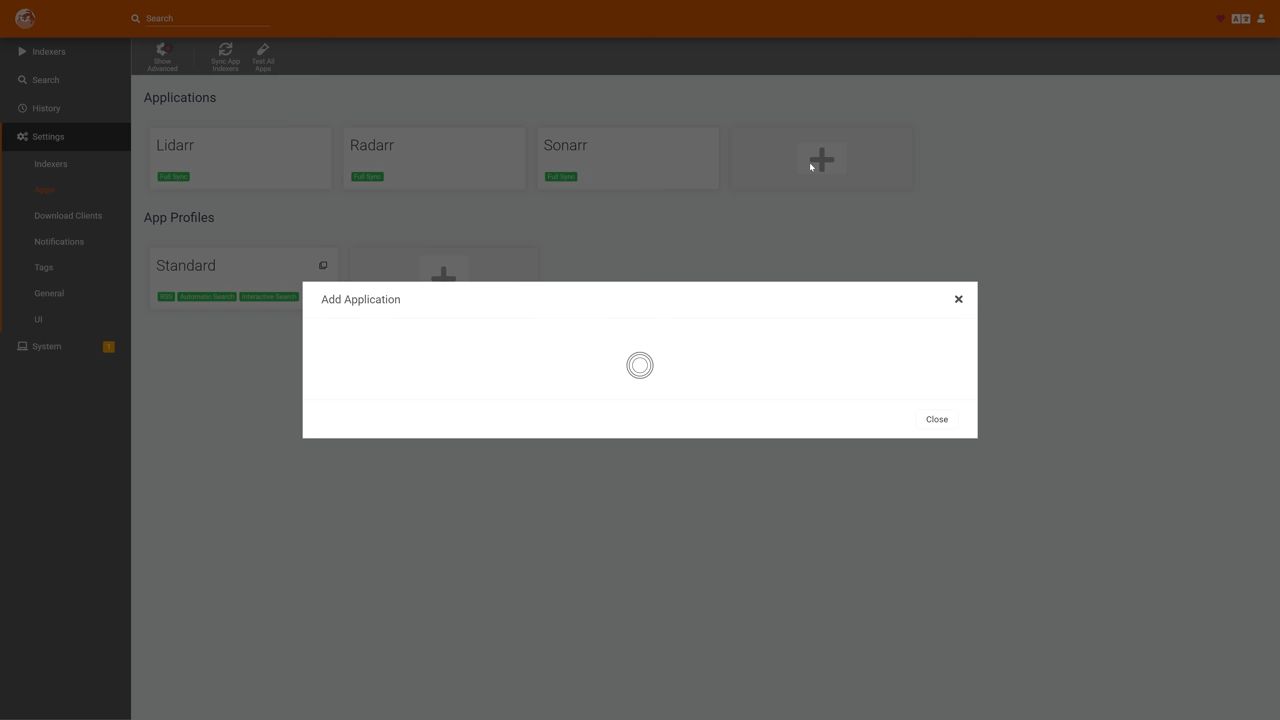 Search
Indexers
Search
History
Settings
Indexers
Apps
Download Clients
Notifications
Tags
General
UI
System
1
Show Advanced
Sync App Indexers
Test All Apps
Applications
Lidarr
Full Sync
Radarr
Full Sync
Sonarr
Full Sync
App Profiles
Standard
RSS Automatic Search Interactive Search
Add Application
Close